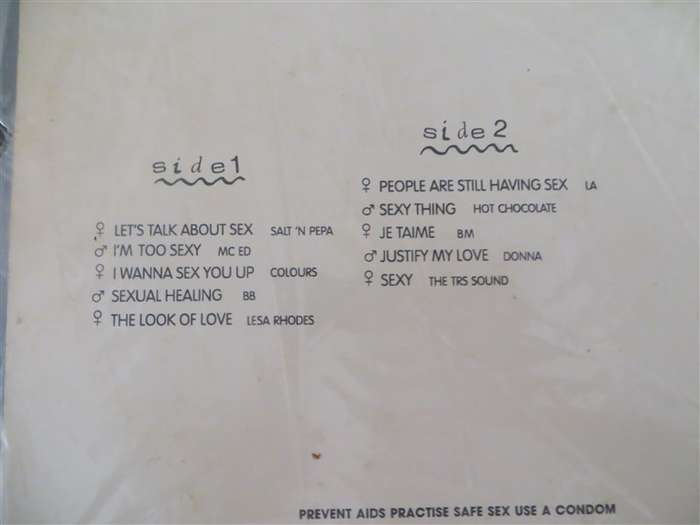 side 1
♀ LET'S TALK ABOUT SEX SALT 'N PEPA
♂ I'M TOO SEXY MC ED
♀ I WANNA SEX YOU UP COLOURS
♂ SEXUAL HEALING BB
♀ THE LOOK OF LOVE LESA RHODES
side 2
♀ PEOPLE ARE STILL HAVING SEX LA
♂ SEXY THING HOT CHOCOLATE
♀ JE TAIME BM
♂ JUSTIFY MY LOVE DONNA
♀ SEXY THE TRS SOUND
PREVENT AIDS PRACTISE SAFE SEX USE A CONDOM